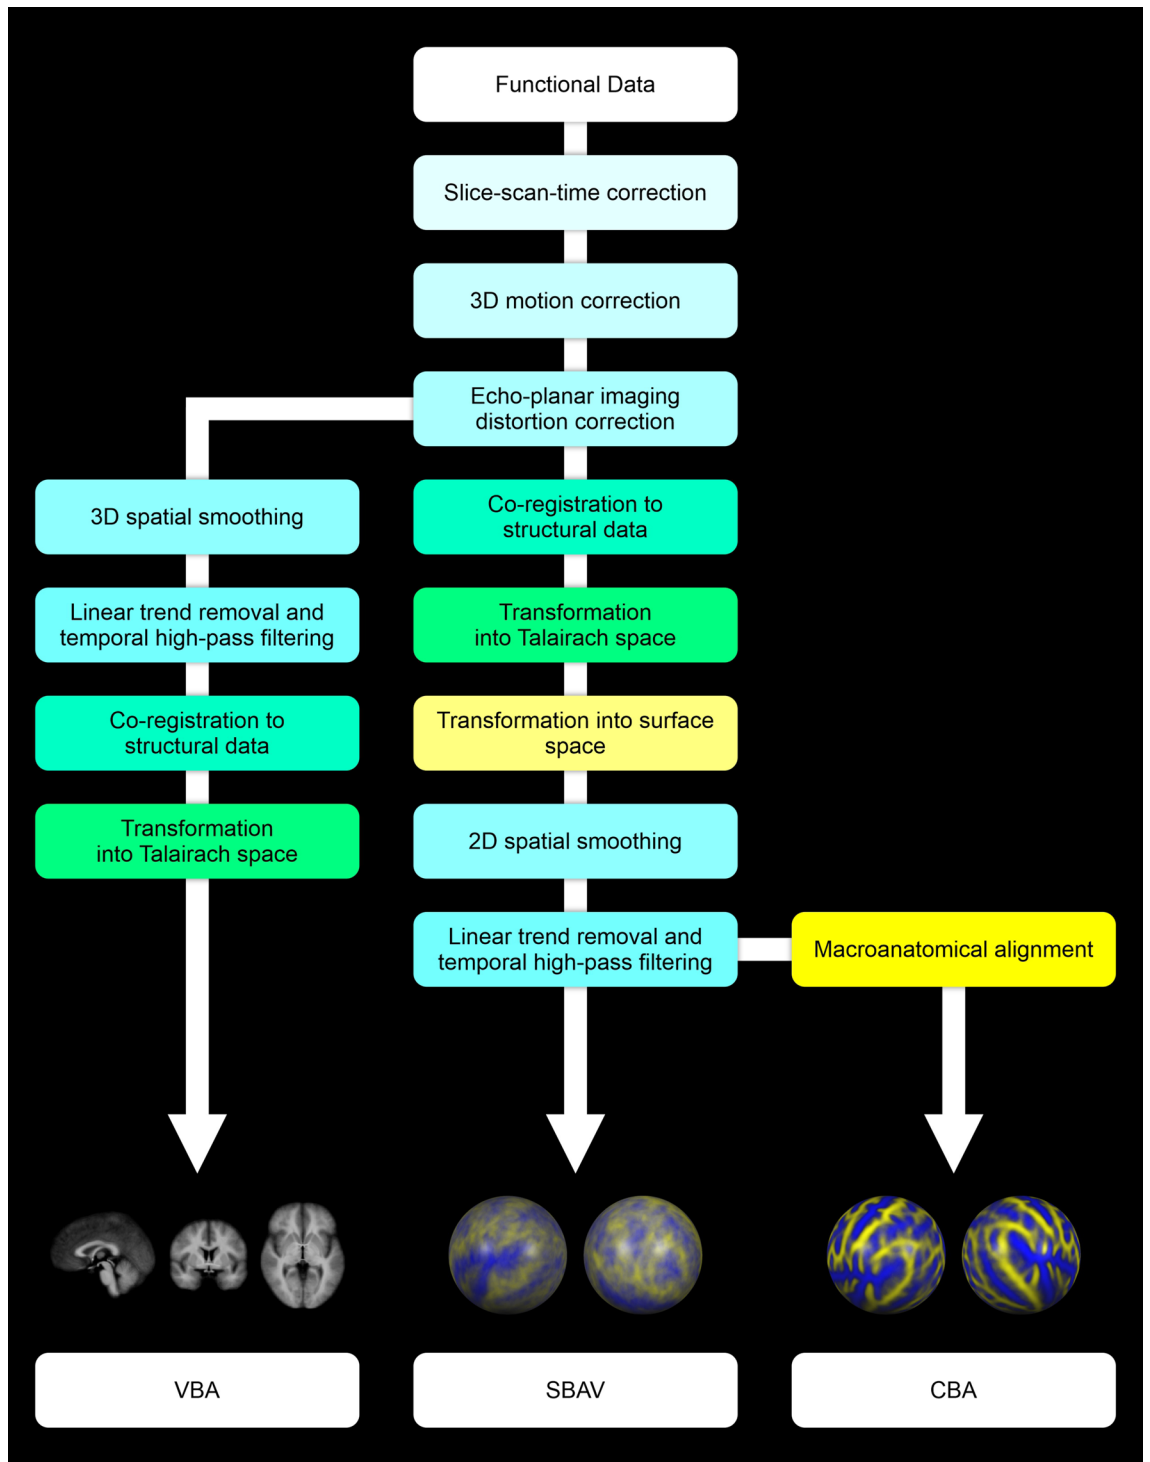 Functional Data
Slice-scan-time correction
3D motion correction
Echo-planar imaging
distortion correction
3D spatial smoothing
Linear trend removal and
temporal high-pass filtering
Co-registration to
structural data
Transformation
into Talairach space
Co-registration to
structural data
Transformation
into Talairach space
Transformation into surface
space
2D spatial smoothing
Linear trend removal and
temporal high-pass filtering
Macroanatomical alignment
VBA
SBAV
CBA